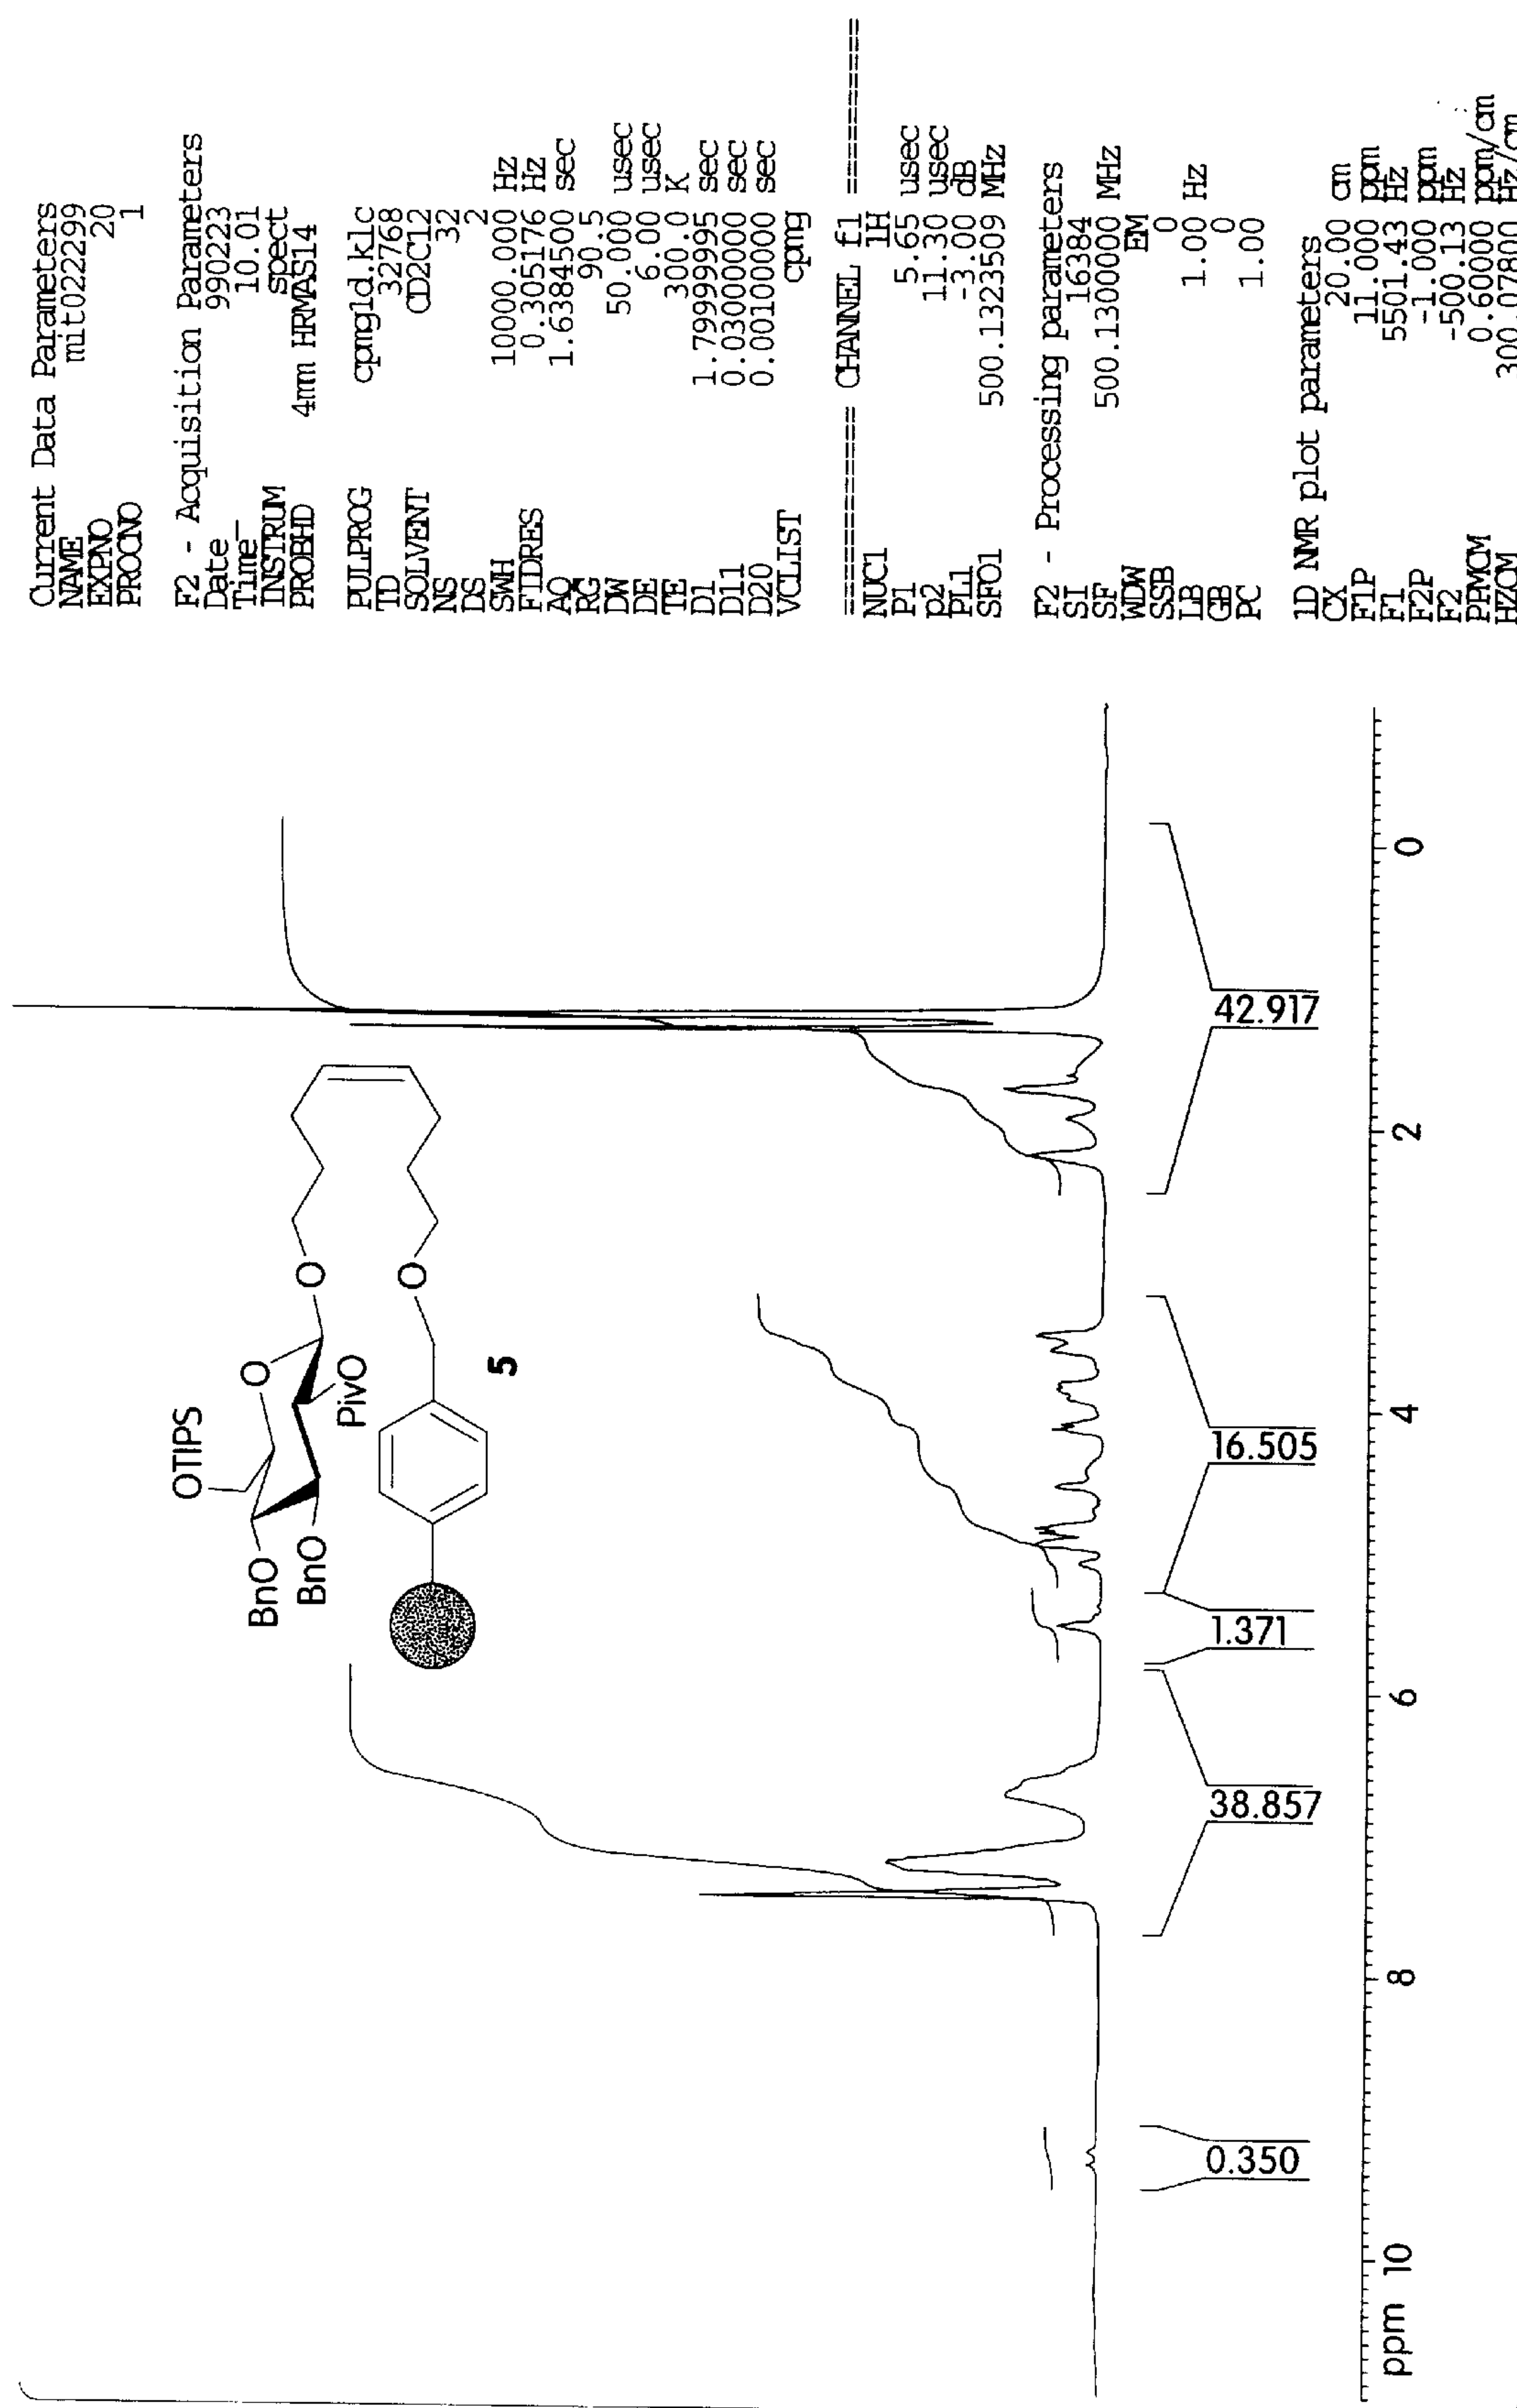 Current Data Parameters
NAME mit022299
EXPNO 20
PROCNO 1
F2 - Acquisition Parameters
Date_ 990223
Time 10.01
INSTRUM spect
PROBHD 4mm HRMAS14
PULPROG cpmg1d.klc
TD 32768
SOLVENT CD2Cl2
NS 32
DS 2
SWH 10000.000 Hz
FIDRES 0.305176 Hz
AQ 1.6384500 sec
RG 90.5
DW 50.000 usec
DE 6.00 usec
TE 300.0 K
D1 1.79999995 sec
D11 0.03000000 sec
D20 0.00100000 sec
VCLIST cpmg
======== CHANNEL f1 ========
NUC1 1H
P1 5.65 usec
p2 11.30 usec
PL1 -3.00 dB
SFO1 500.1323509 MHz
F2 - Processing parameters
SI 16384
SF 500.1300000 MHz
WDW EM
SSB 0
LB 1.00 Hz
GB 0
PC 1.00
1D NMR plot parameters
CX 20.00 cm
F1P 11.000 ppm
F1 5501.43 Hz
F2P -1.000 ppm
F2 -500.13 Hz
PPMCM 0.60000 ppm/cm
HZCM 300.07800 Hz/cm
OTIPS
O
O
BnO
BnO
PivO
O
5
0.350
38.857
1.371
16.505
42.917
ppm 10 8 6 4 2 0